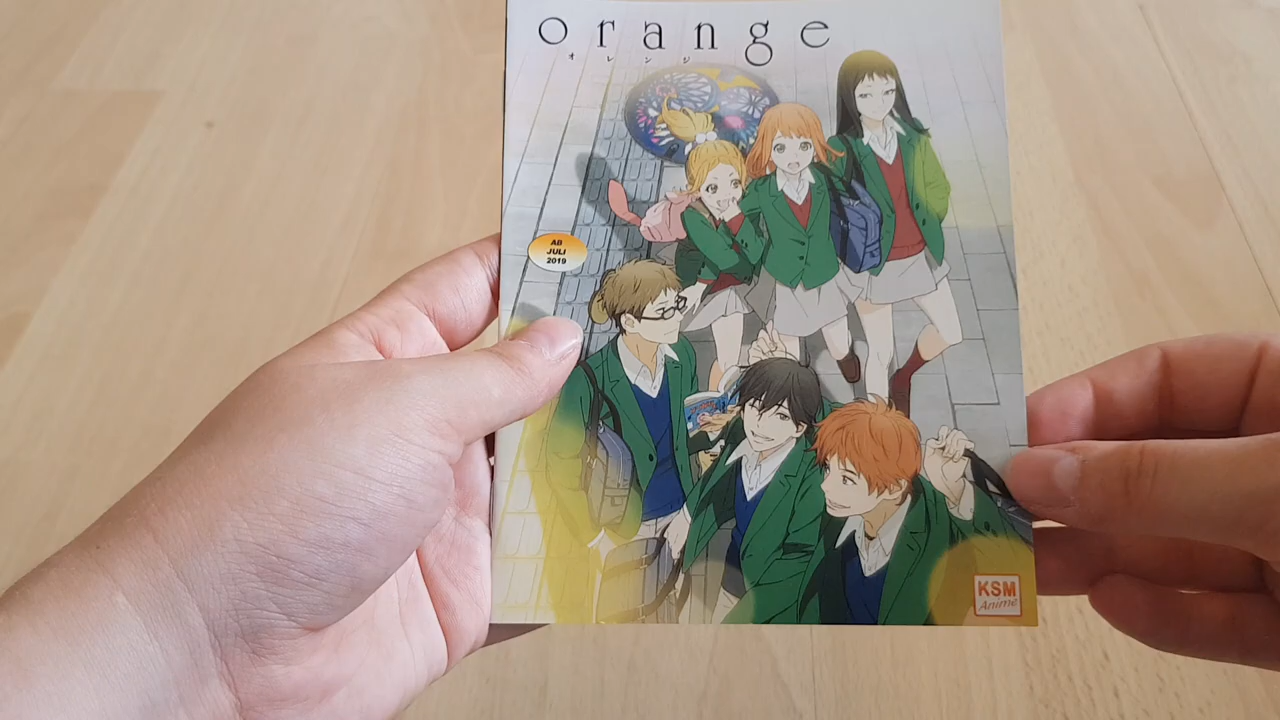 orange
オレンジ
AB
JULI
2019
KSM
Anime